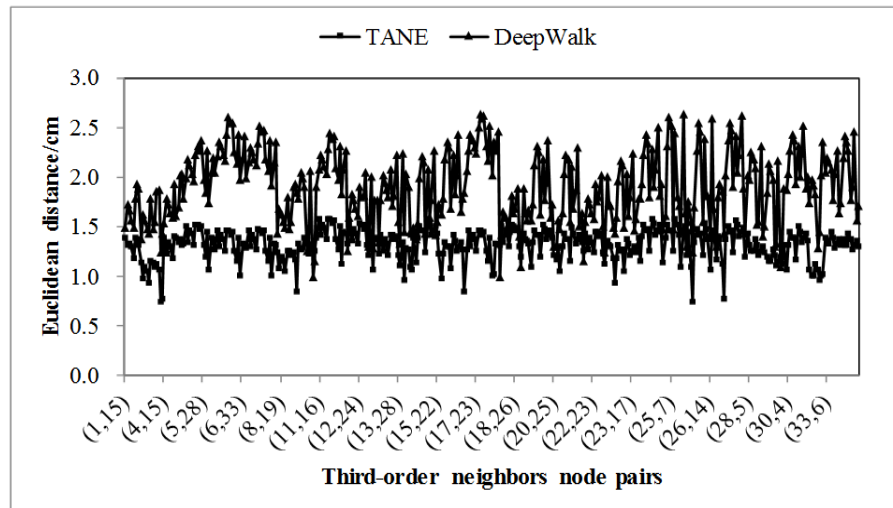 TANE DeepWalk
3.0
2.5
2.0
1.5
1.0
0.5
0.0
Euclidean distance/cm
(1,15) (4,15) (5,28) (6,33) (8,19) (11,16) (12,24) (13,28) (15,22) (17,23) (18,26) (20,25) (22,23) (23,17) (25,7) (26,14) (28,5) (30,4) (33,6)
Third-order neighbors node pairs